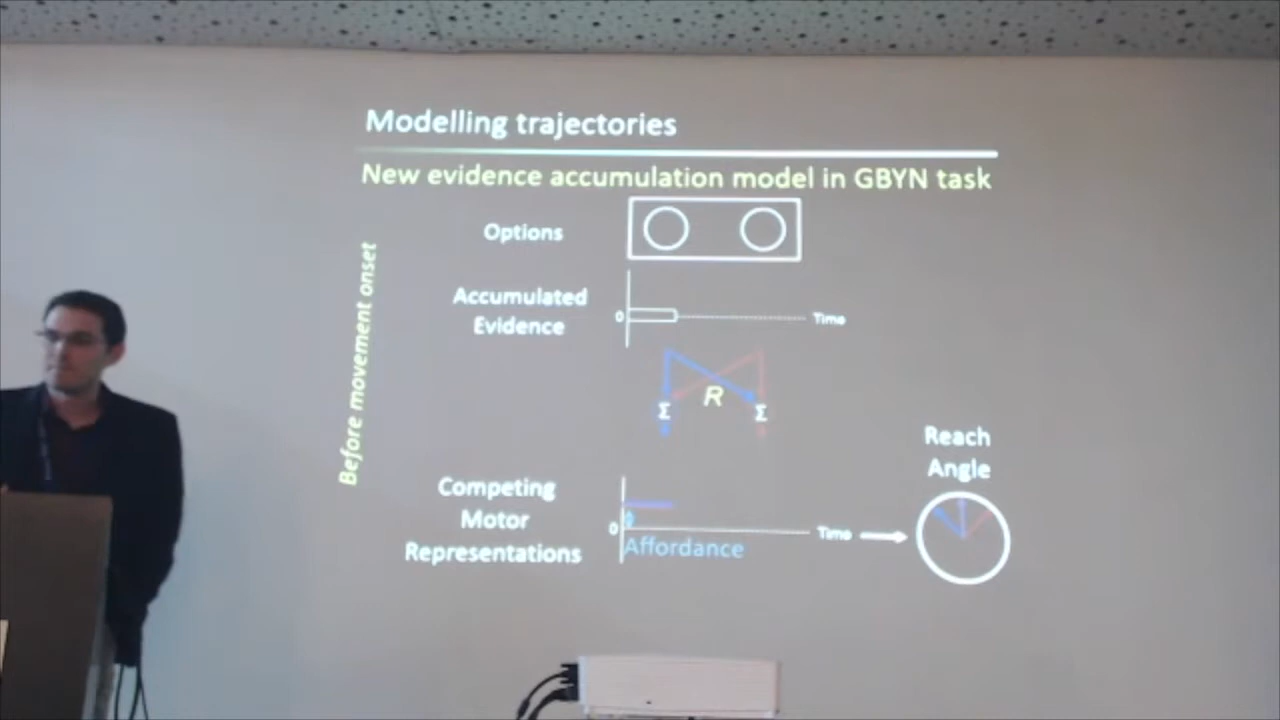 Modelling trajectories
New evidence accumulation model in GBYN task
Before movement onset
Options
Accumulated
Evidence
0
Time
R
Σ
Σ
Reach
Angle
Competing
Motor
Representations
0
Time
Affordance